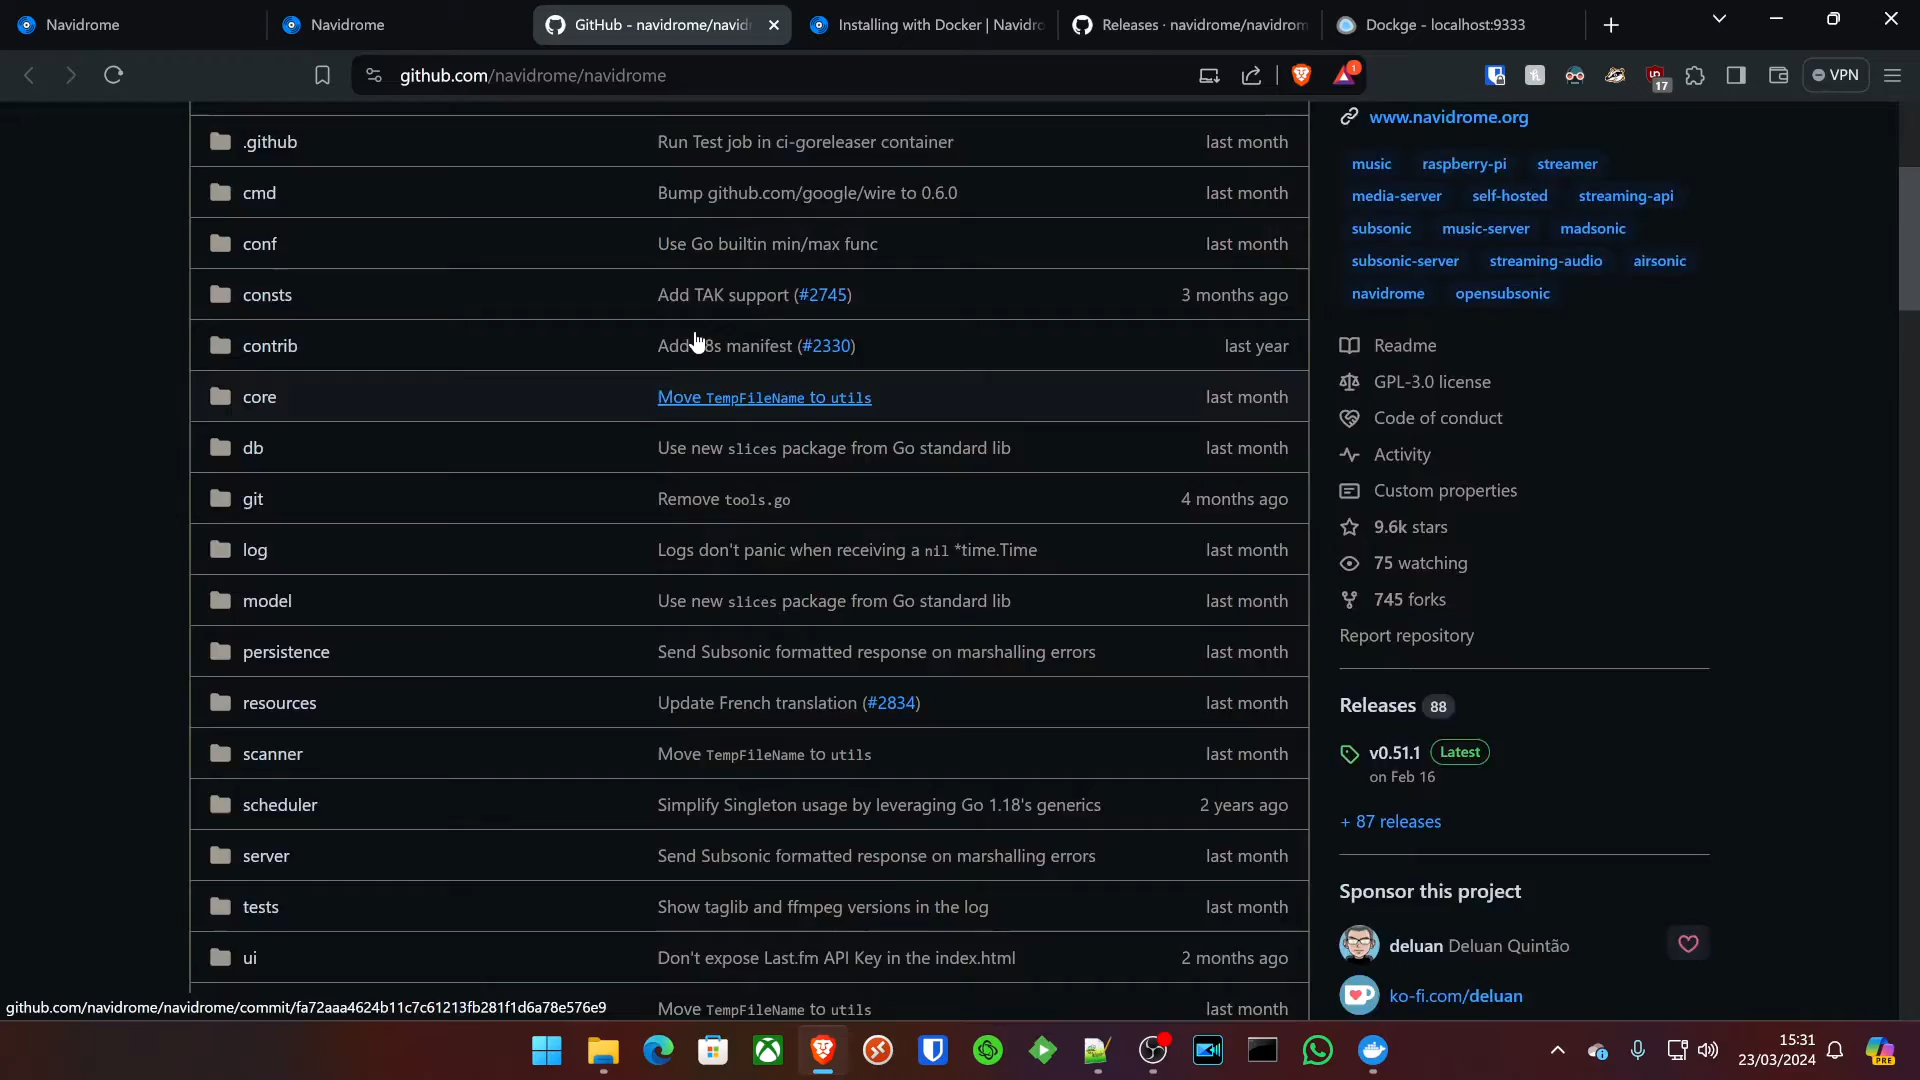 Navidrome
Navidrome
GitHub - navidrome/navid
Installing with Docker | Navidro
Releases · navidrome/navidrom
Dockge - localhost:9333
github.com/navidrome/navidrome
1
17
VPN
.github
Run Test job in ci-goreleaser container
last month
cmd
Bump github.com/google/wire to 0.6.0
last month
conf
Use Go builtin min/max func
last month
consts
Add TAK support (#2745)
3 months ago
contrib
Add 8s manifest (#2330)
last year
core
Move TempFileName to utils
last month
db
Use new slices package from Go standard lib
last month
git
Remove tools.go
4 months ago
log
Logs don't panic when receiving a nil *time.Time
last month
model
Use new slices package from Go standard lib
last month
persistence
Send Subsonic formatted response on marshalling errors
last month
resources
Update French translation (#2834)
last month
scanner
Move TempFileName to utils
last month
scheduler
Simplify Singleton usage by leveraging Go 1.18's generics
2 years ago
server
Send Subsonic formatted response on marshalling errors
last month
tests
Show taglib and ffmpeg versions in the log
last month
ui
Don't expose Last.fm API Key in the index.html
2 months ago
Move TempFileName to utils
last month
github.com/navidrome/navidrome/commit/fa72aaa4624b11c7c61213fb281f1d6a78e576e9
www.navidrome.org
music raspberry-pi streamer
media-server self-hosted streaming-api
subsonic music-server madsonic
subsonic-server streaming-audio airsonic
navidrome opensubsonic
Readme
GPL-3.0 license
Code of conduct
Activity
Custom properties
9.6k stars
75 watching
745 forks
Report repository
Releases 88
v0.51.1 Latest
on Feb 16
+ 87 releases
Sponsor this project
deluan Deluan Quintão
ko-fi.com/deluan
15:31
23/03/2024
PRE